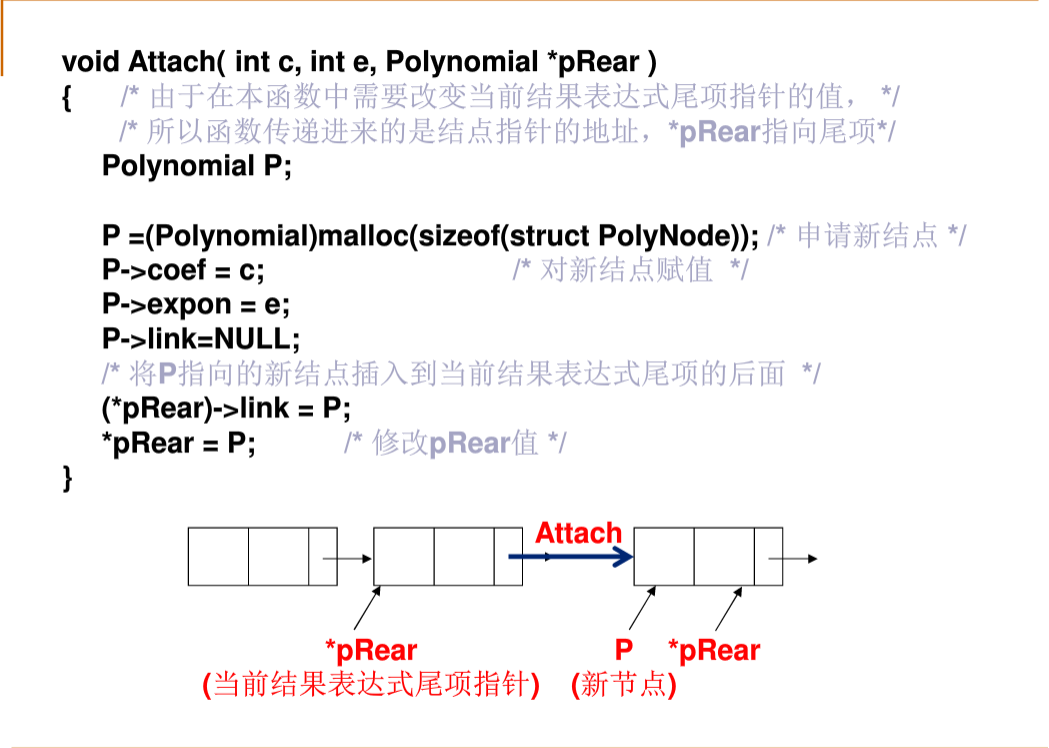 void Attach( int c, int e, Polynomial *pRear )
{ /* 由于在本函数中需要改变当前结果表达式尾项指针的值， */
/* 所以函数传递进来的是结点指针的地址，*pRear指向尾项*/
Polynomial P;
P =(Polynomial)malloc(sizeof(struct PolyNode)); /* 申请新结点 */
P->coef = c; /* 对新结点赋值 */
P->expon = e;
P->link=NULL;
/* 将P指向的新结点插入到当前结果表达式尾项的后面 */
(*pRear)->link = P;
*pRear = P; /* 修改pRear值 */
}
Attach
*pRear P *pRear
(当前结果表达式尾项指针) (新节点)